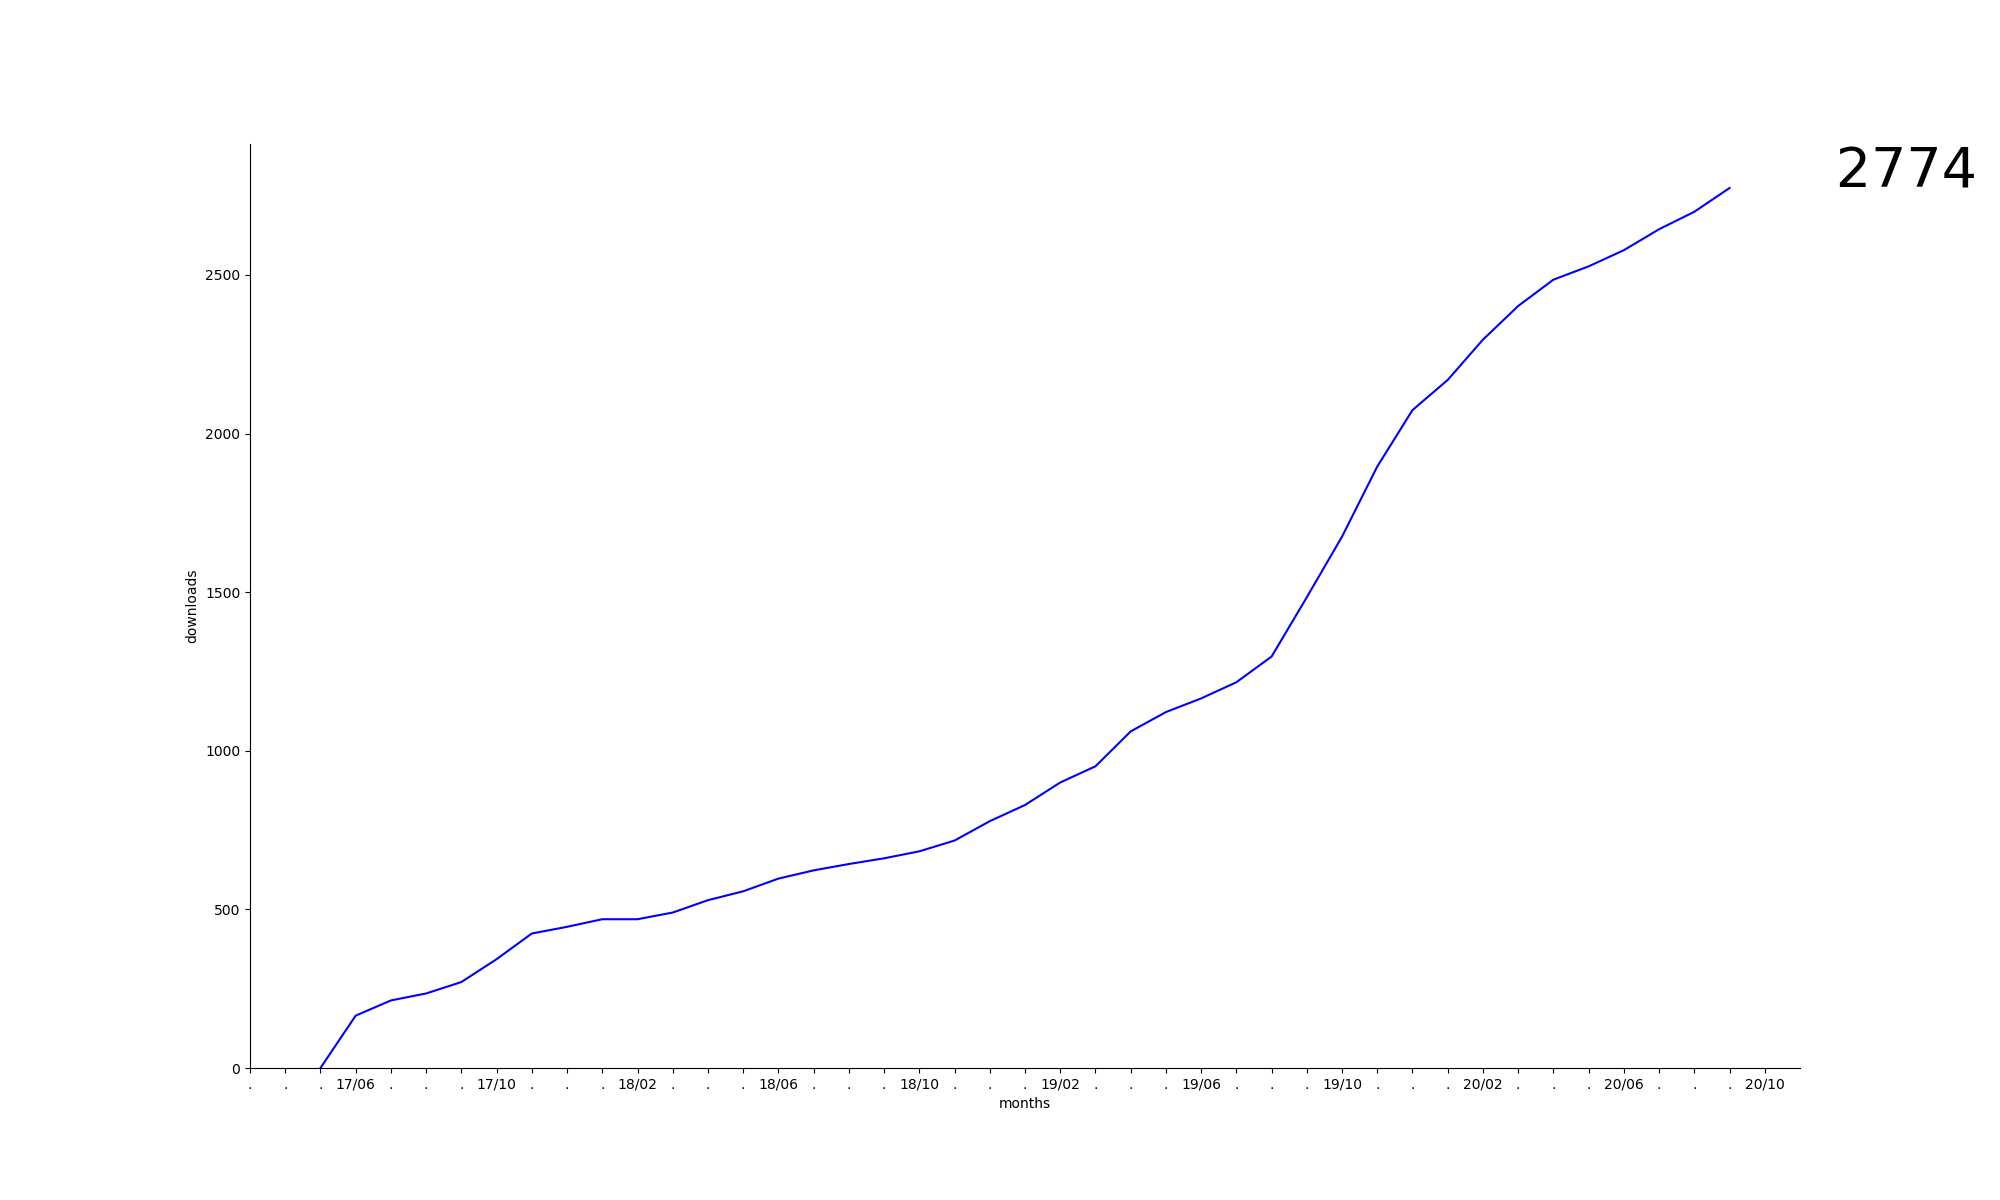 2774
2500
2000
1500
1000
500
0
downloads
. . . 17/06 . . . 17/10 . . . 18/02 . . . 18/06 . . . 18/10 . . . 19/02 . . . 19/06 . . . 19/10 . . . 20/02 . . . 20/06 . . . 20/10
months